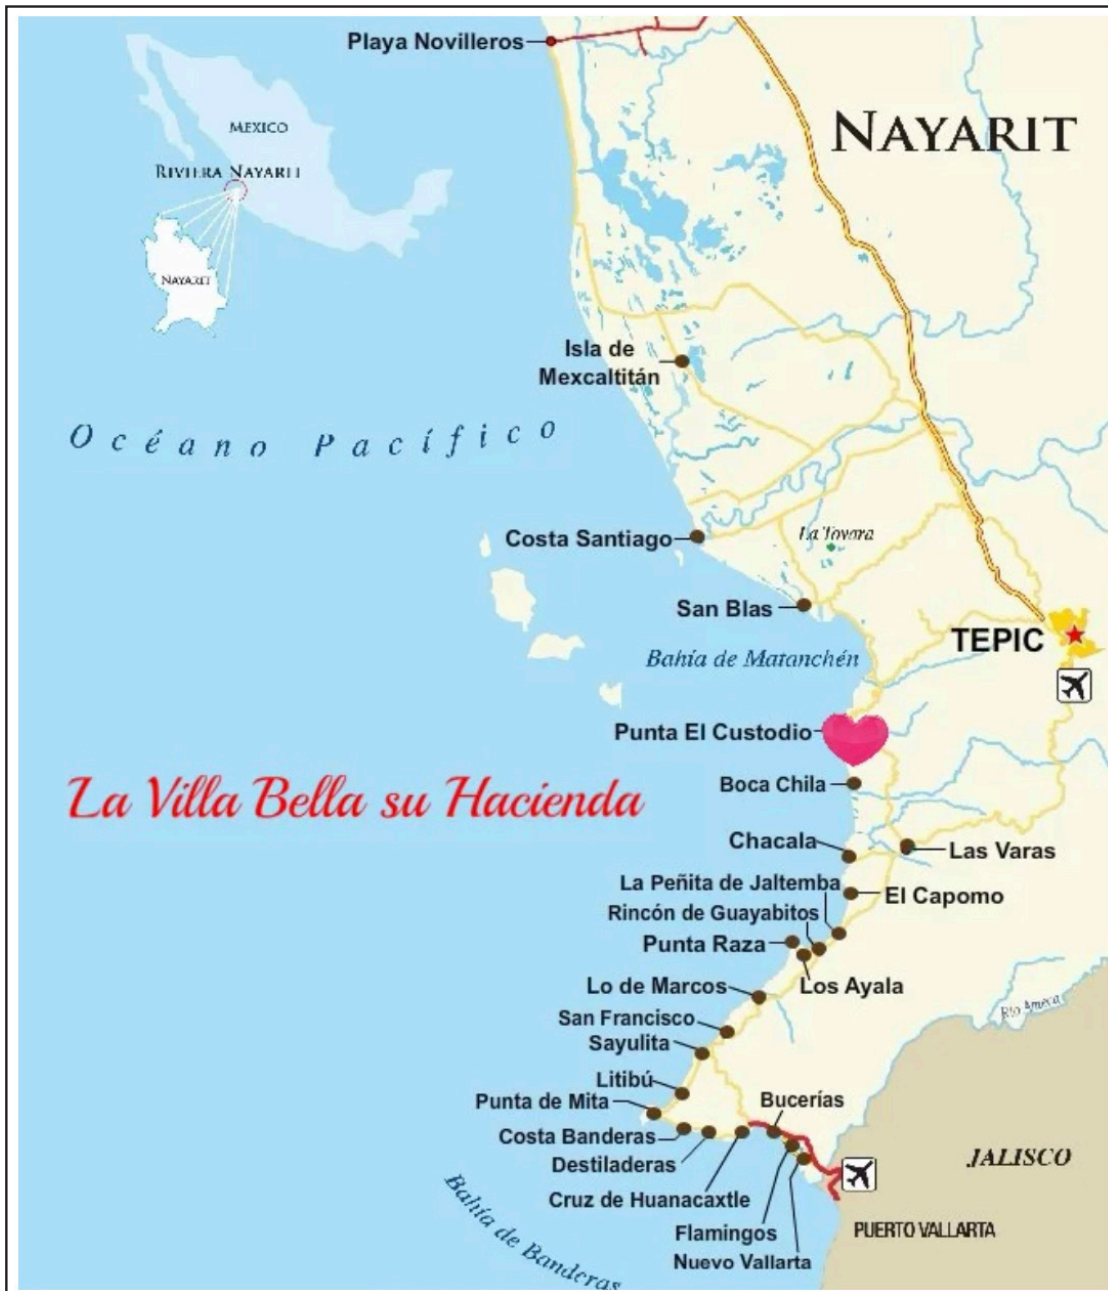 Playa Novilleros
NAYARIT
MEXICO
RIVIERA NAYARIT
NAYARIT
Isla de
Mexcaltitán
Océano Pacífico
Costa Santiago
La Tovara
San Blas
TEPIC
Bahía de Matanchén
Punta El Custodio
La Villa Bella su Hacienda
Boca Chila
Chacala
Las Varas
La Peñita de Jaltemba
El Capomo
Rincón de Guayabitos
Punta Raza
Los Ayala
Lo de Marcos
Río Ameca
San Francisco
Sayulita
Litibú
Punta de Mita
Bucerías
Costa Banderas
Destiladeras
JALISCO
Cruz de Huanacaxtle
Bahía de Banderas
Flamingos
PUERTO VALLARTA
Nuevo Vallarta